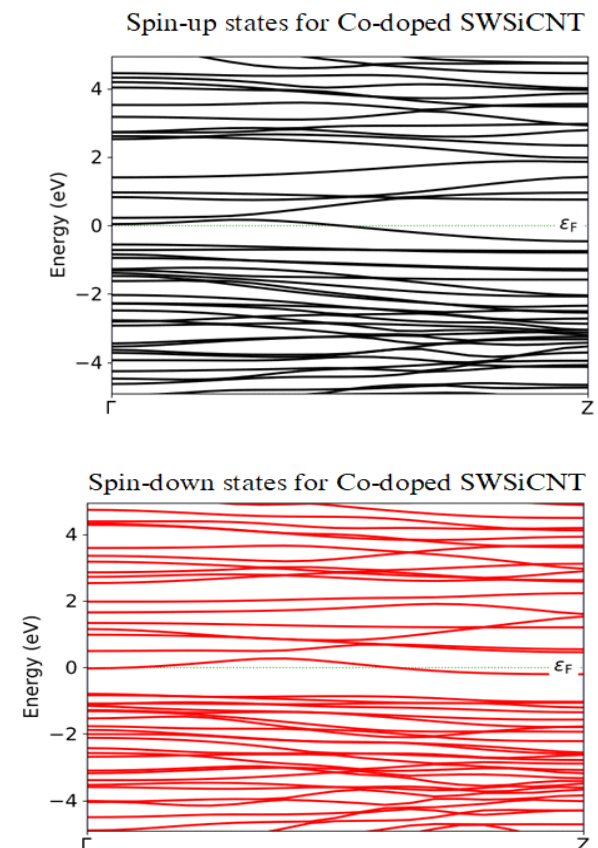 Spin-up states for Co-doped SWSiCNT
4
2
0
−2
−4
Energy (eV)
εF
Γ
Z
Spin-down states for Co-doped SWSiCNT
4
2
0
−2
−4
Energy (eV)
εF
Γ
Z